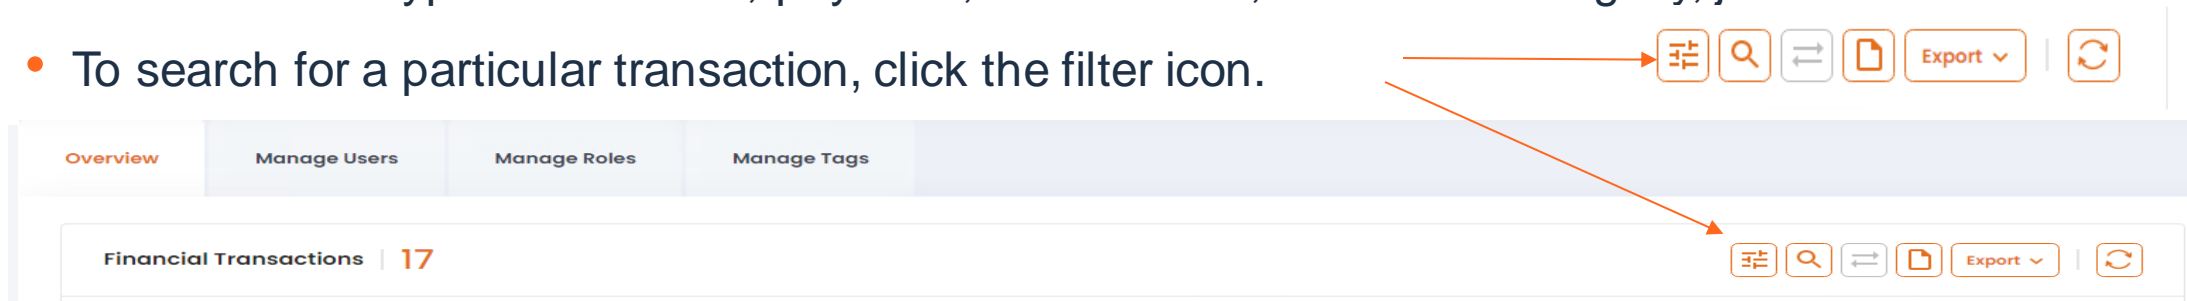 • To search for a particular transaction, click the filter icon.
Export
Overview Manage Users Manage Roles Manage Tags
Financial Transactions | 17 Export